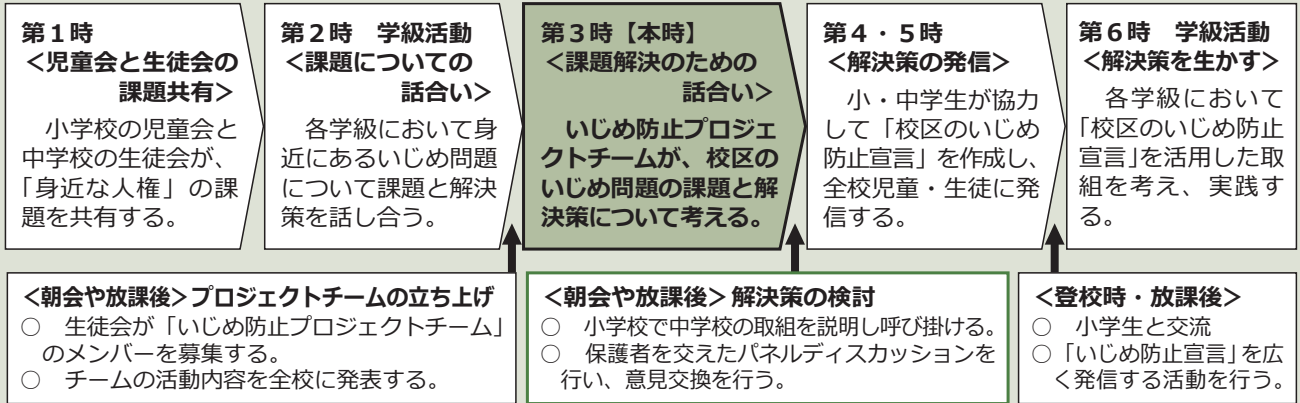 第1時
<児童会と生徒会の
課題共有>
小学校の児童会と
中学校の生徒会が、
「身近な人権」の課
題を共有する。
第2時 学級活動
<課題についての
話合い>
各学級において身
近にあるいじめ問題
について課題と解決
策を話し合う。
第3時【本時】
<課題解決のための
話合い>
いじめ防止プロジェ
クトチームが、校区の
いじめ問題の課題と解
決策について考える。
第4・5時
<解決策の発信>
小・中学生が協力
して「校区のいじめ
防止宣言」を作成し、
全校児童・生徒に発
信する。
第6時 学級活動
<解決策を生かす>
各学級において
「校区のいじめ防止
宣言」を活用した取
組を考え、実践す
る。
<朝会や放課後>プロジェクトチームの立ち上げ
○ 生徒会が「いじめ防止プロジェクトチーム」
のメンバーを募集する。
○ チームの活動内容を全校に発表する。
<朝会や放課後>解決策の検討
○ 小学校で中学校の取組を説明し呼び掛ける。
○ 保護者を交えたパネルディスカッションを
行い、意見交換を行う。
<登校時・放課後>
○ 小学生と交流
○「いじめ防止宣言」を広
く発信する活動を行う。